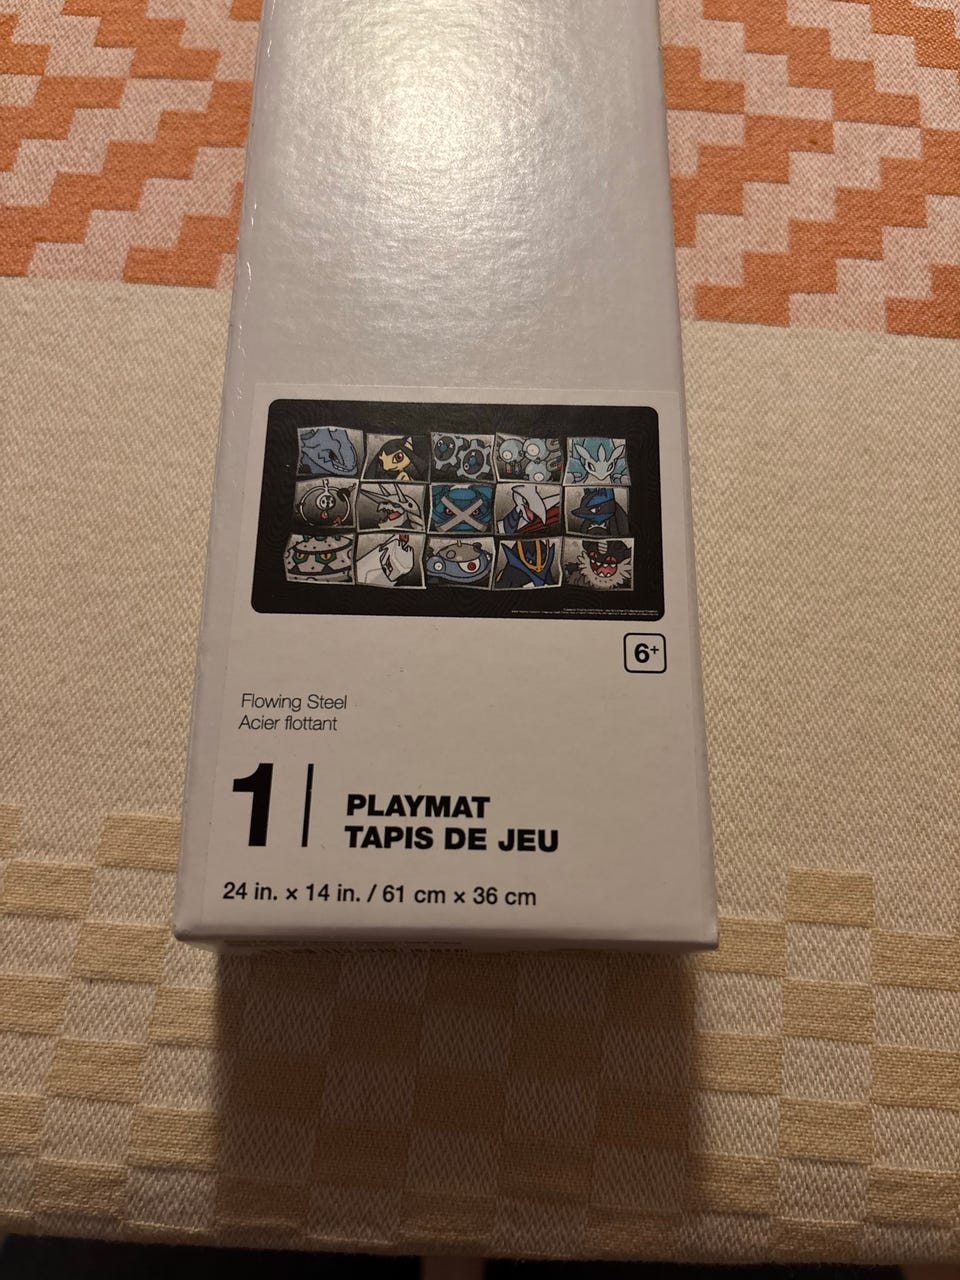 6+
Flowing Steel
Acier flottant
1
PLAYMAT
TAPIS DE JEU
24 in. × 14 in. / 61 cm × 36 cm